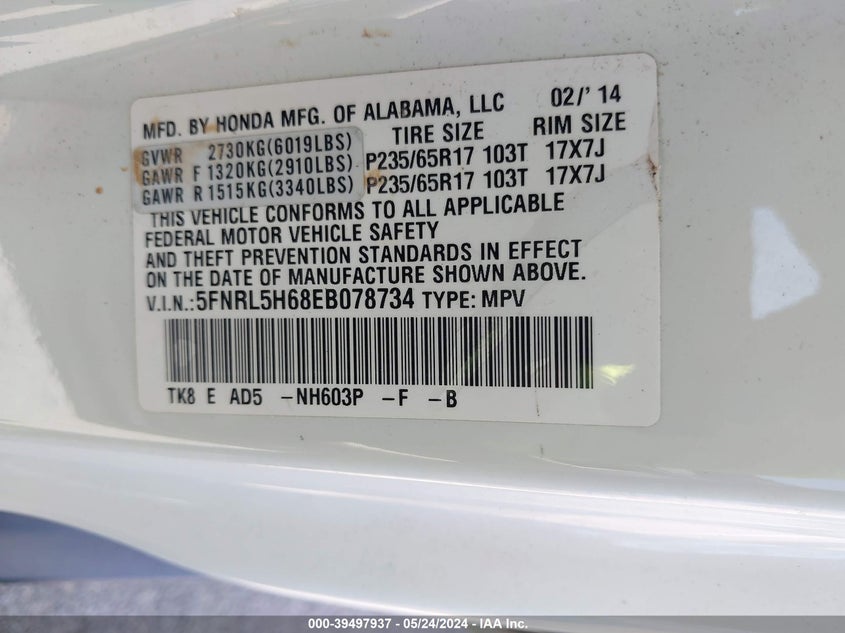 MFD. BY HONDA MFG. OF ALABAMA, LLC 02/'14
TIRE SIZE RIM SIZE
GVWR 2730KG(6019LBS)
GAWR F 1320KG(2910LBS) P235/65R17 103T 17X7J
GAWR R 1515KG(3340LBS) P235/65R17 103T 17X7J
THIS VEHICLE CONFORMS TO ALL APPLICABLE
FEDERAL MOTOR VEHICLE SAFETY
AND THEFT PREVENTION STANDARDS IN EFFECT
ON THE DATE OF MANUFACTURE SHOWN ABOVE.
V.I.N.:5FNRL5H68EB078734 TYPE: MPV
TK8 E AD5 -NH603P -F -B
000-39497937 - 05/24/2024 - IAA Inc.